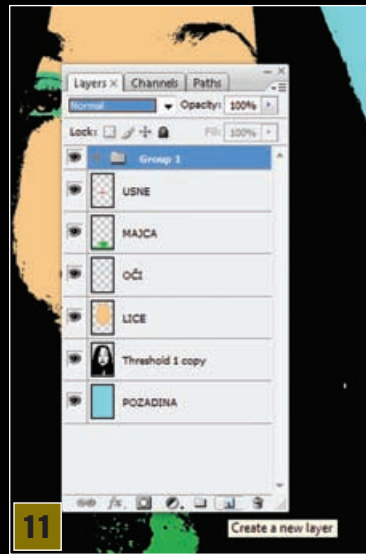 Layers × Channels Paths
Normal Opacity: 100%
Lock: Fill: 100%
Group 1
USNE
MAJCA
OČI
LICE
Threshold 1 copy
POZADINA
fx.
11
Create a new layer